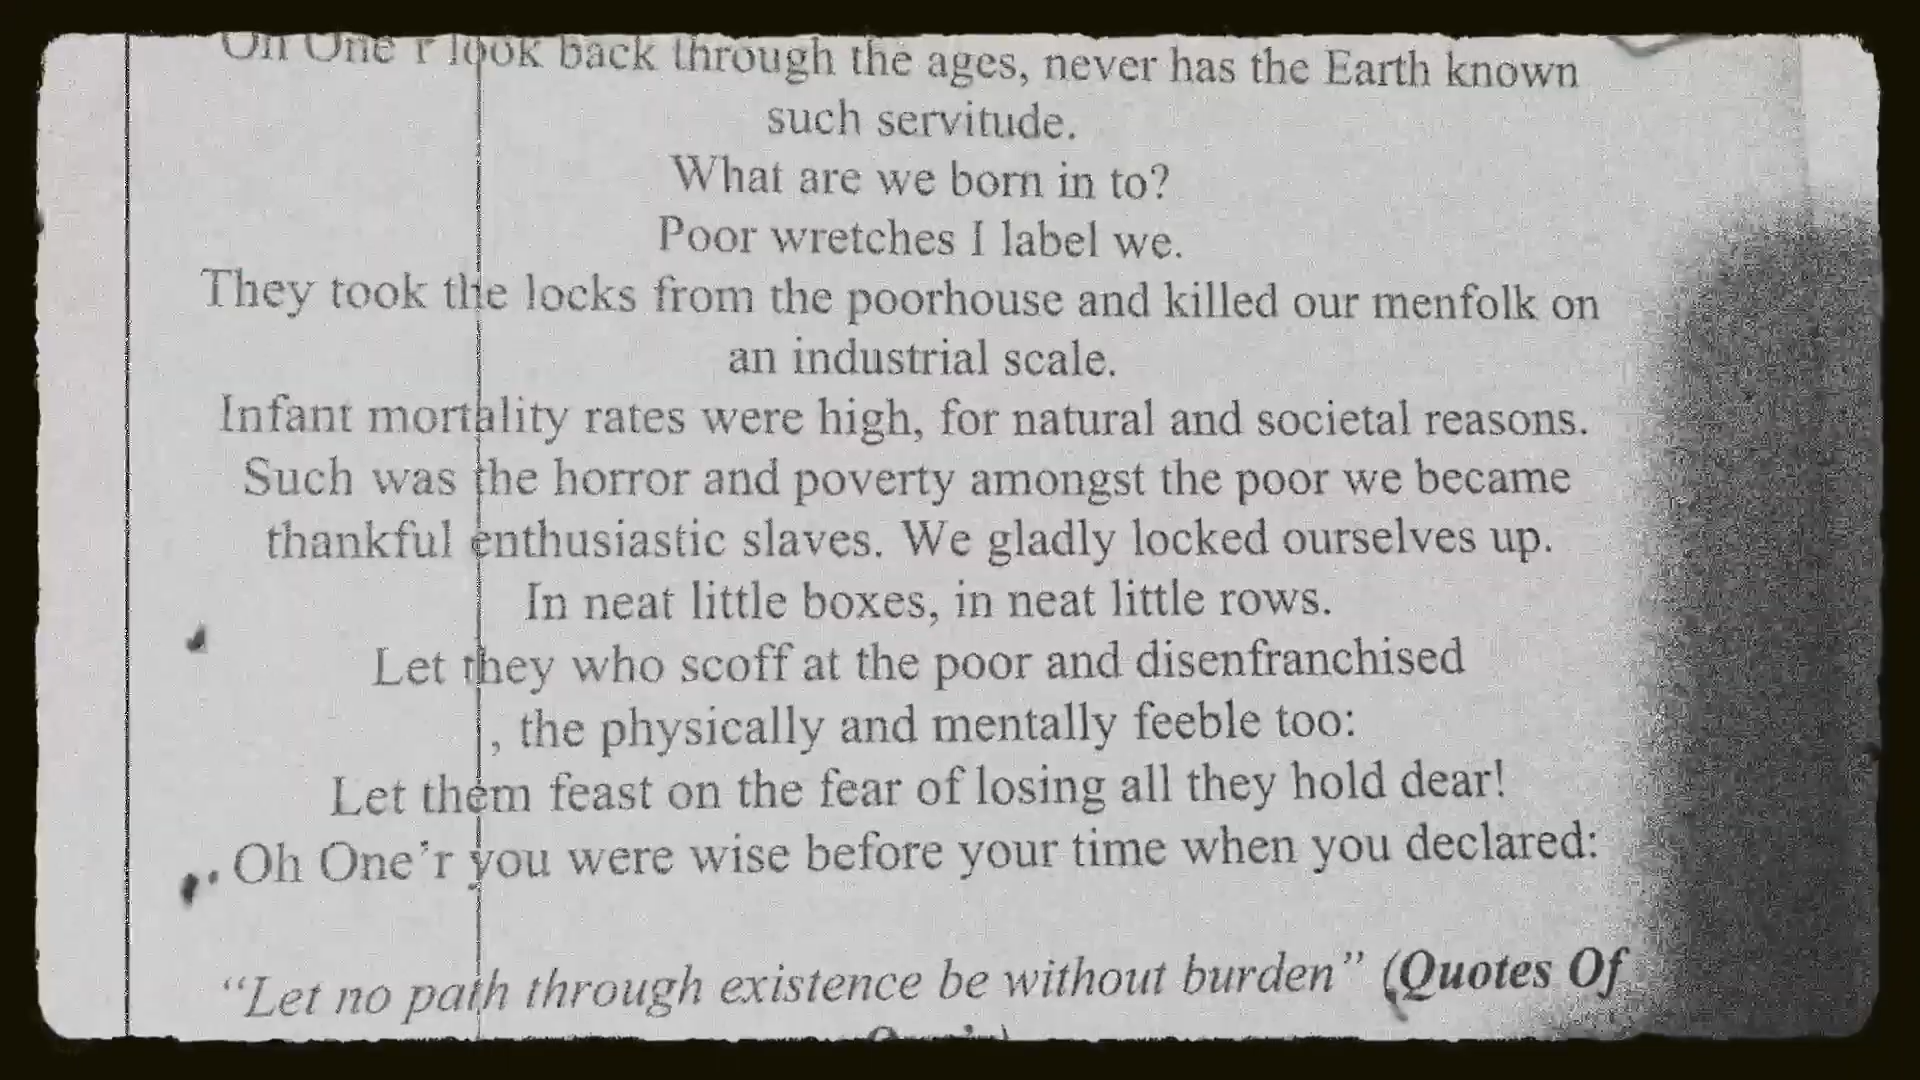 Oh One'r look back through the ages, never has the Earth known
such servitude.
What are we born in to?
Poor wretches I label we.
They took the locks from the poorhouse and killed our menfolk on
an industrial scale.
Infant mortality rates were high, for natural and societal reasons.
Such was the horror and poverty amongst the poor we became
thankful enthusiastic slaves. We gladly locked ourselves up.
In neat little boxes, in neat little rows.
Let they who scoff at the poor and disenfranchised
, the physically and mentally feeble too:
Let them feast on the fear of losing all they hold dear!
Oh One'r you were wise before your time when you declared:
“Let no path through existence be without burden” (Quotes Of